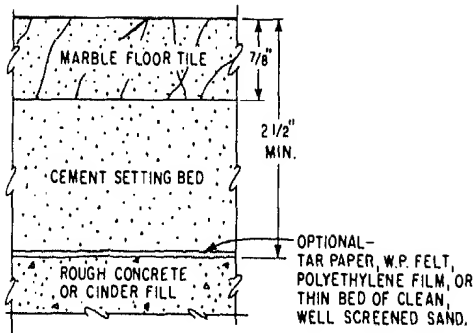 MARBLE FLOOR TILE
7/8"
2 1/2"
MIN.
CEMENT SETTING BED
OPTIONAL-
TAR PAPER, W.P. FELT,
POLYETHYLENE FILM, OR
THIN BED OF CLEAN,
WELL SCREENED SAND.
ROUGH CONCRETE
OR CINDER FILL